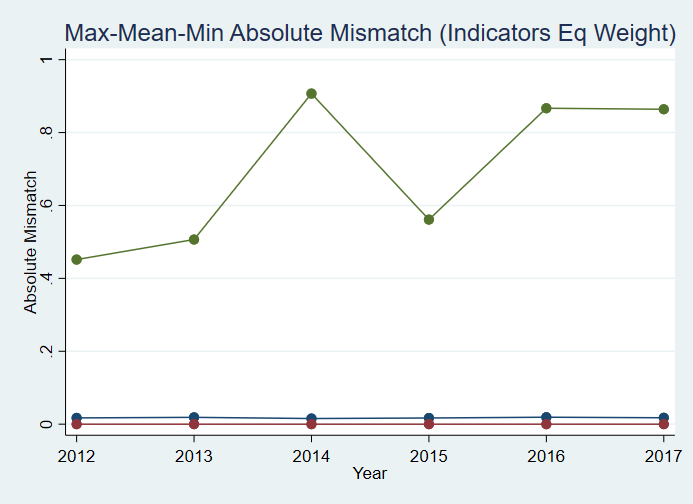 Max-Mean-Min Absolute Mismatch (Indicators Eq Weight)
1
.8
.6
.4
.2
0
Absolute Mismatch
2012 2013 2014 2015 2016 2017
Year